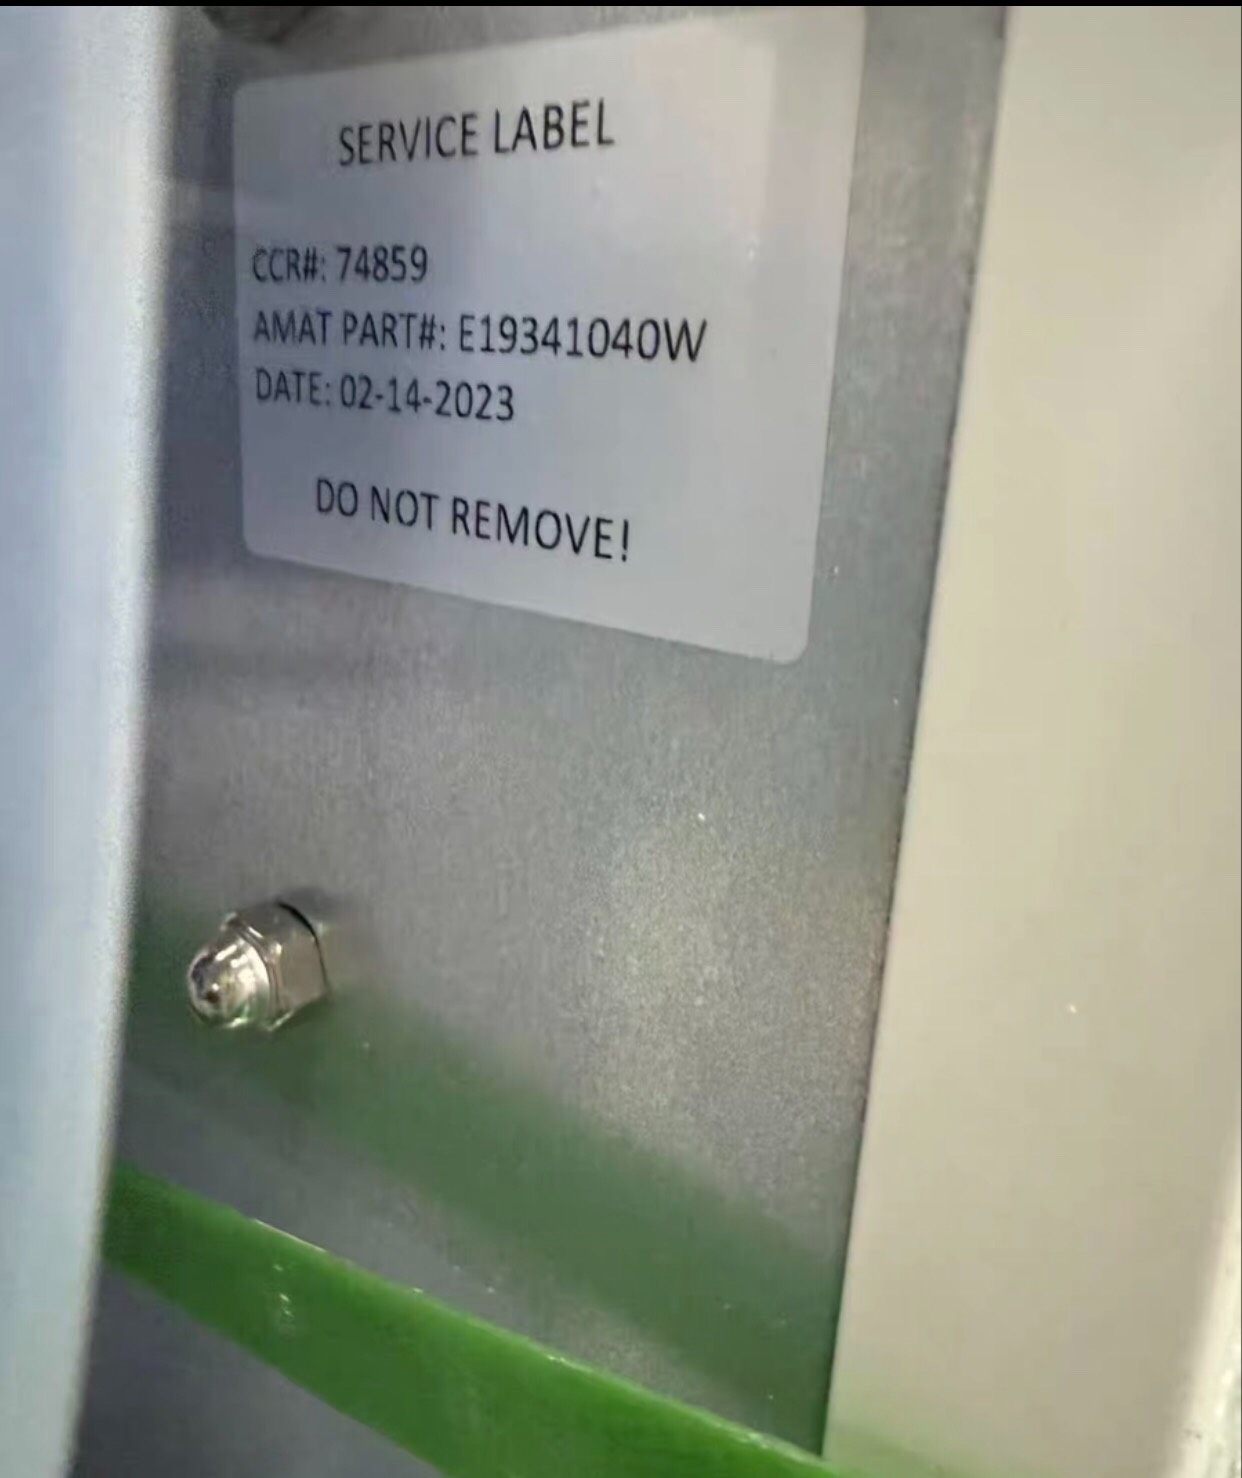 SERVICE LABEL
CCR#: 74859
AMAT PART#: E19341040W
DATE: 02-14-2023
DO NOT REMOVE!